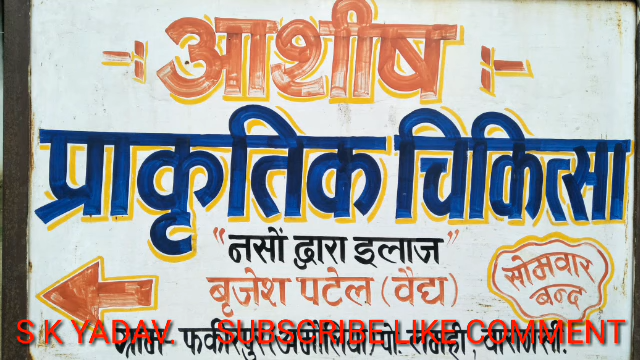 -: आशीष :-
प्राकृतिक चिकित्सा
"नसों द्वारा इलाज"
बृजेश पटेल (वैद्य)
सोमवार
बन्द
ग्राम-
S K YADAV. SUBSCRIBE LIKE COMMENT